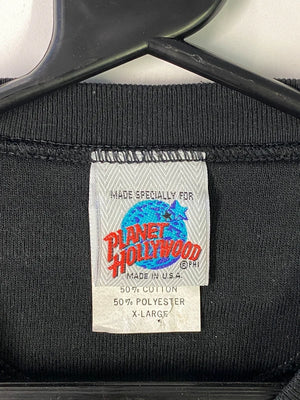 MADE SPECIALLY FOR
PLANET
HOLLYWOOD
©PHI
MADE IN U.S.A.
50% COTTON
50% POLYESTER
X-LARGE